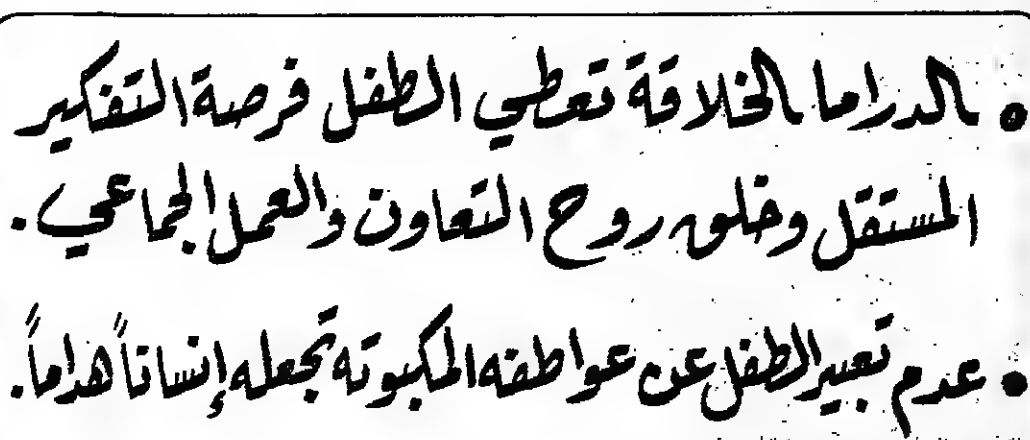 • الدراما الخلاقة تعطي الطفل فرصة التفكير
المستقل وخلق روح التعاون والعمل الجماعي.
• عدم تعبير الطفل عن عواطفه المكبوته تجعله إنساناً هداماً.